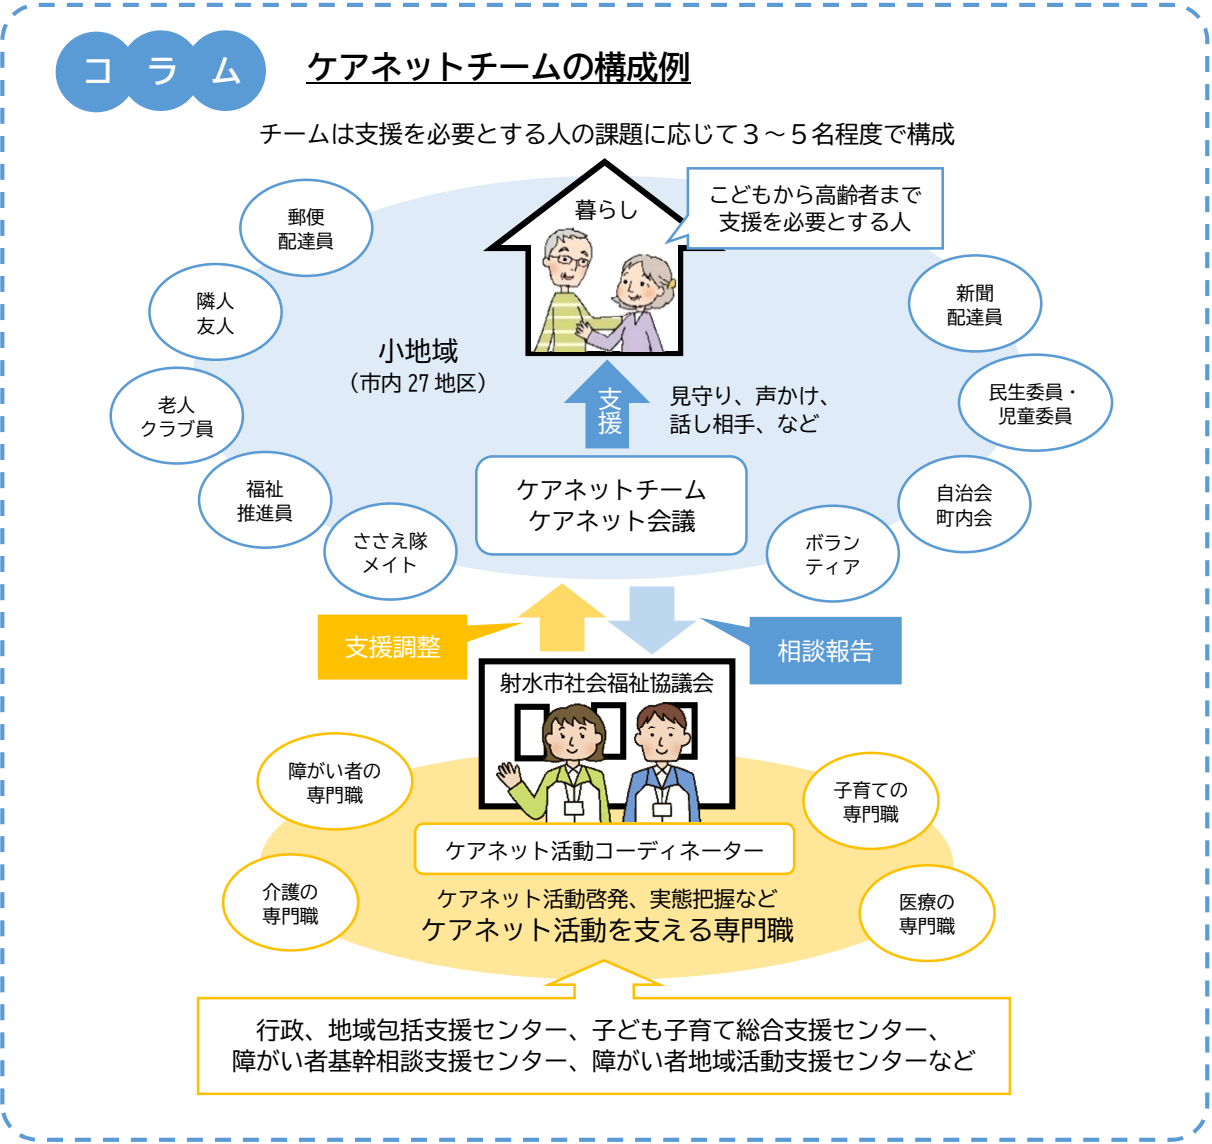 コラム
ケアネットチームの構成例
チームは支援を必要とする人の課題に応じて３～５名程度で構成
暮らし
こどもから高齢者まで
支援を必要とする人
郵便
配達員
隣人
友人
老人
クラブ員
福祉
推進員
ささえ隊
メイト
小地域
（市内 27 地区）
支援
見守り、声かけ、
話し相手、など
新聞
配達員
民生委員・
児童委員
自治会
町内会
ボラン
ティア
ケアネットチーム
ケアネット会議
支援調整
相談報告
射水市社会福祉協議会
障がい者の
専門職
介護の
専門職
子育ての
専門職
医療の
専門職
ケアネット活動コーディネーター
ケアネット活動啓発、実態把握など
ケアネット活動を支える専門職
行政、地域包括支援センター、子ども子育て総合支援センター、
障がい者基幹相談支援センター、障がい者地域活動支援センターなど